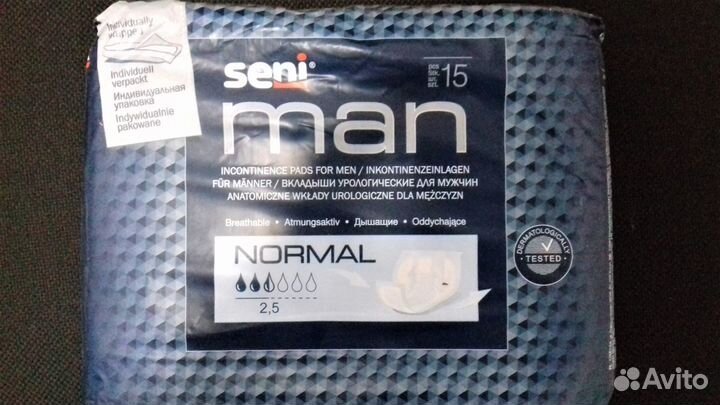 Individually
wrapped
Individuell
verpackt
Индивидуальная
упаковка
Indywidualnie
pakowane
seni®
pcs
Stk.
шт.
szt.
15
man
INCONTINENCE PADS FOR MEN / INKONTINENZEINLAGEN
FÜR MÄNNER / ВКЛАДЫШИ УРОЛОГИЧЕСКИЕ ДЛЯ МУЖЧИН
ANATOMICZNE WKŁADY UROLOGICZNE DLA MĘŻCZYZN
Breathable • Atmungsaktiv • Дышащие • Oddychające
NORMAL
2,5
DERMATOLOGICALLY
• TESTED •
Avito